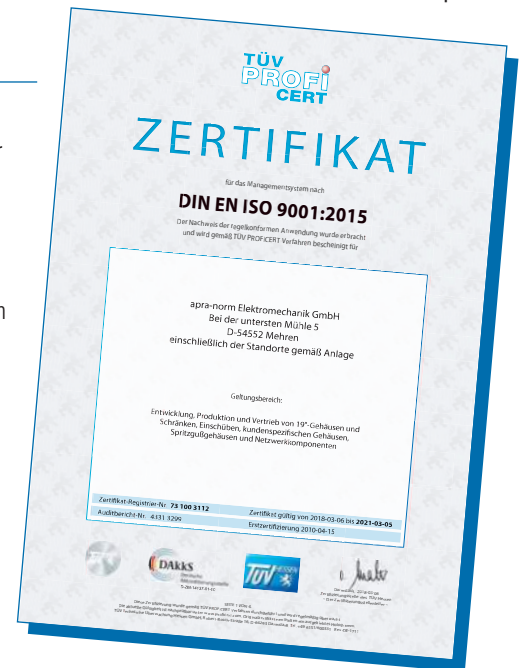 TÜV
PROFI
CERT
ZERTIFIKAT
für das Managementsystem nach
DIN EN ISO 9001:2015
Der Nachweis der regelkonformen Anwendung wurde erbracht
und wird gemäß TÜV PROFiCERT Verfahren bescheinigt für
apra-norm Elektromechanik GmbH
Bei der untersten Mühle 5
D-54552 Mehren
einschließlich der Standorte gemäß Anlage
Geltungsbereich:
Entwicklung, Produktion und Vertrieb von 19"-Gehäusen und
Schränken, Einschüben, kundenspezifischen Gehäusen,
Spritzgußgehäusen und Netzwerkkomponenten
Zertifikat-Registrier-Nr. 73 100 3112
Zertifikat gültig von 2018-03-06 bis 2021-03-05
Auditbericht-Nr. 4331 3299
Erstzertifizierung 2010-04-15
DAkkS
Deutsche
Akkreditierungsstelle
TÜV HESSEN